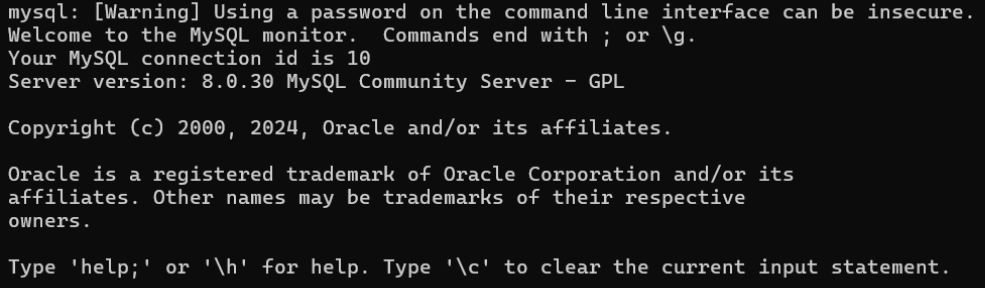 mysql: [Warning] Using a password on the command line interface can be insecure.
Welcome to the MySQL monitor.  Commands end with ; or \g.
Your MySQL connection id is 10
Server version: 8.0.30 MySQL Community Server - GPL
Copyright (c) 2000, 2024, Oracle and/or its affiliates.
Oracle is a registered trademark of Oracle Corporation and/or its
affiliates. Other names may be trademarks of their respective
owners.
Type 'help;' or '\h' for help. Type '\c' to clear the current input statement.